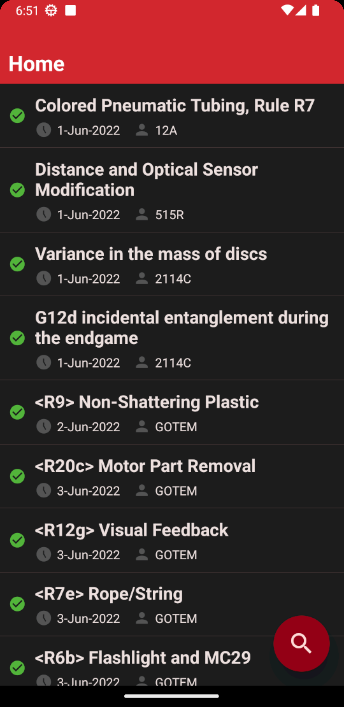 6:51
Home
Colored Pneumatic Tubing, Rule R7
1-Jun-2022 12A
Distance and Optical Sensor
Modification
1-Jun-2022 515R
Variance in the mass of discs
1-Jun-2022 2114C
G12d incidental entanglement during
the endgame
1-Jun-2022 2114C
<R9> Non-Shattering Plastic
2-Jun-2022 GOTEM
<R20c> Motor Part Removal
3-Jun-2022 GOTEM
<R12g> Visual Feedback
3-Jun-2022 GOTEM
<R7e> Rope/String
3-Jun-2022 GOTEM
<R6b> Flashlight and MC29
3-Jun-2022 GOTEM